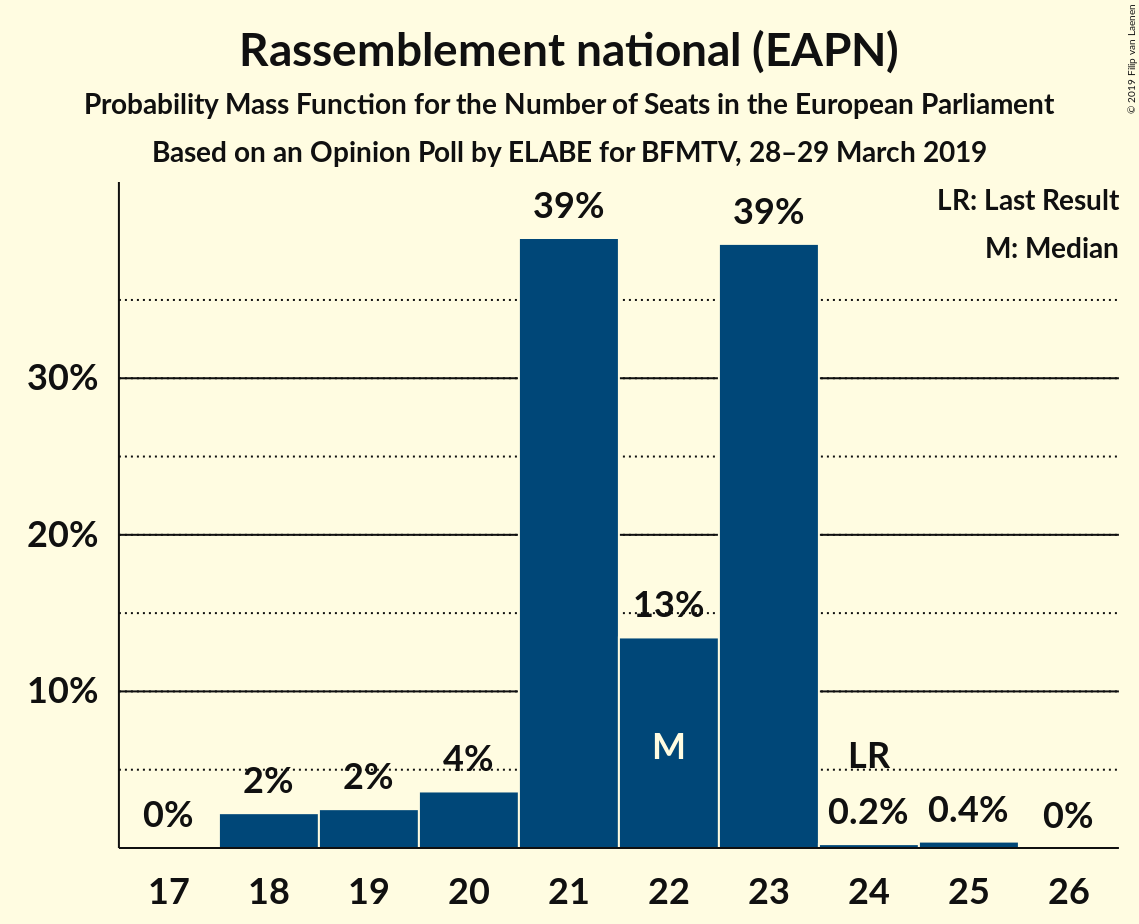 Rassemblement national (EAPN)
Probability Mass Function for the Number of Seats in the European Parliament
Based on an Opinion Poll by ELABE for BFMTV, 28–29 March 2019
© 2019 Filip van Laenen
LR: Last Result
M: Median
39%
39%
30%
20%
13%
10%
M
LR
4%
2%
2%
0%
0.2%
0.4%
0%
17 18 19 20 21 22 23 24 25 26